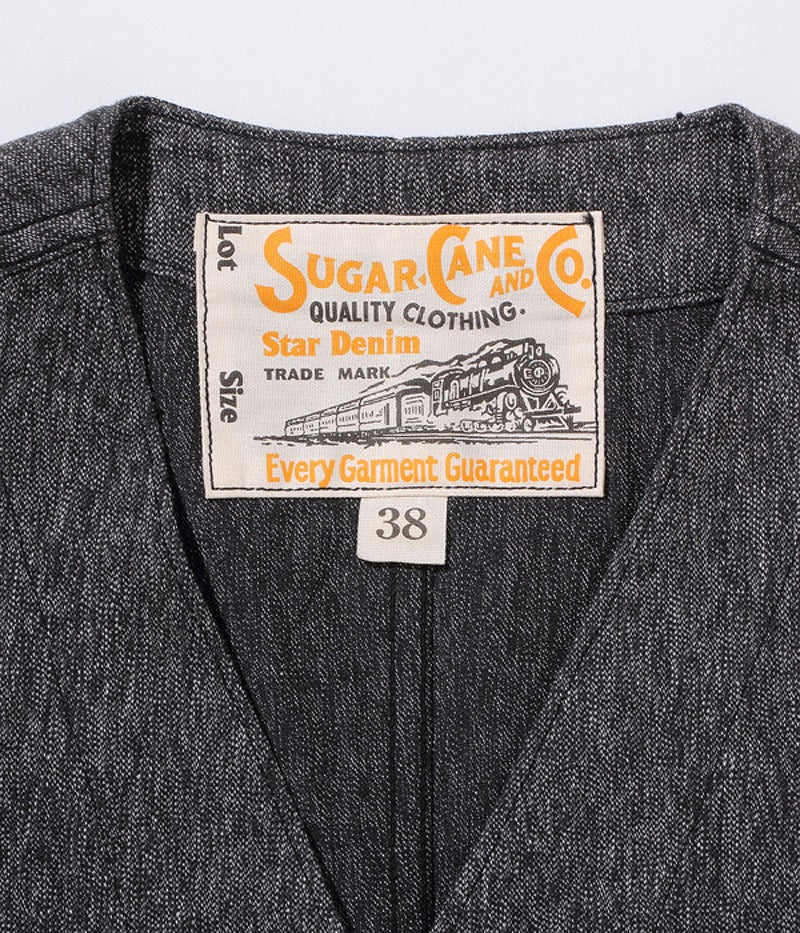 Lot
Size
SUGAR CANE AND CO.
QUALITY CLOTHING.
Star Denim
TRADE MARK
Every Garment Guaranteed
38